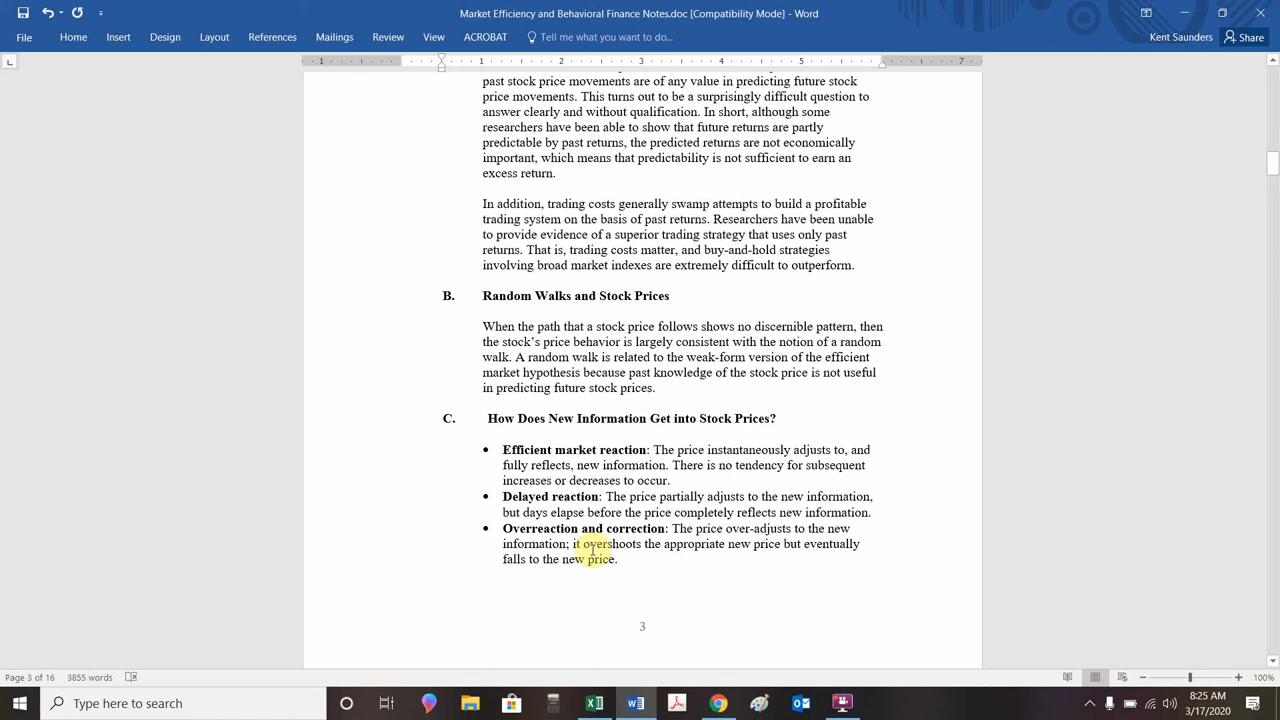 Market Efficiency and Behavioral Finance Notes.doc [Compatibility Mode] - Word
File Home Insert Design Layout References Mailings Review View ACROBAT Tell me what you want to do... Kent Saunders Share
1 1 2 3 4 5 6 7
past stock price movements are of any value in predicting future stock
price movements. This turns out to be a surprisingly difficult question to
answer clearly and without qualification. In short, although some
researchers have been able to show that future returns are partly
predictable by past returns, the predicted returns are not economically
important, which means that predictability is not sufficient to earn an
excess return.
In addition, trading costs generally swamp attempts to build a profitable
trading system on the basis of past returns. Researchers have been unable
to provide evidence of a superior trading strategy that uses only past
returns. That is, trading costs matter, and buy-and-hold strategies
involving broad market indexes are extremely difficult to outperform.
B. Random Walks and Stock Prices
When the path that a stock price follows shows no discernible pattern, then
the stock's price behavior is largely consistent with the notion of a random
walk. A random walk is related to the weak-form version of the efficient
market hypothesis because past knowledge of the stock price is not useful
in predicting future stock prices.
C. How Does New Information Get into Stock Prices?
• Efficient market reaction: The price instantaneously adjusts to, and
fully reflects, new information. There is no tendency for subsequent
increases or decreases to occur.
• Delayed reaction: The price partially adjusts to the new information,
but days elapse before the price completely reflects new information.
• Overreaction and correction: The price over-adjusts to the new
information; it overshoots the appropriate new price but eventually
falls to the new price.
3
Page 3 of 16 3855 words 100%
Type here to search 8:25 AM
3/17/2020